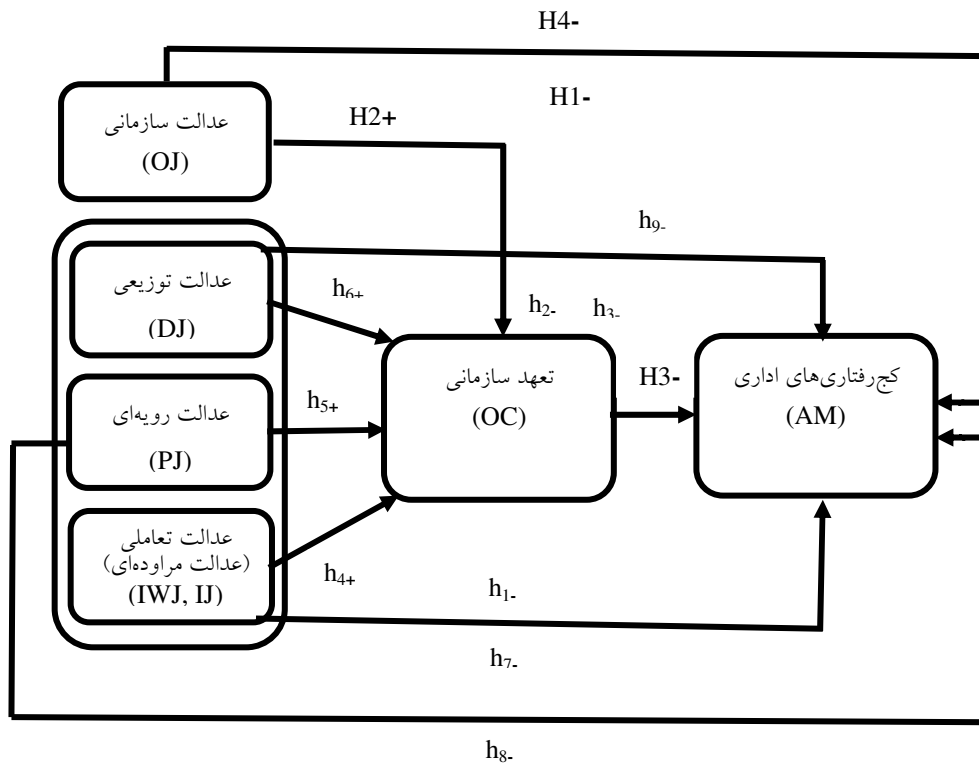 H4-
H1-
عدالت سازمانی
(OJ)
H2+
h9-
عدالت توزیعی
(DJ)
h6+
h2-
h3-
تعهد سازمانی
(OC)
H3-
کج‌رفتاری‌های اداری
(AM)
عدالت رویه‌ای
(PJ)
h5+
عدالت تعاملی
(عدالت مراوده‌ای)
(IWJ, IJ)
h4+
h1-
h7-
h8-